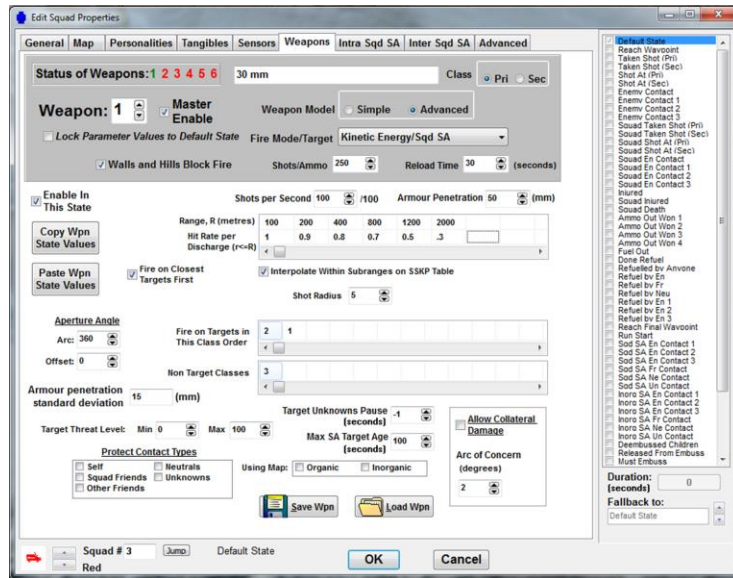 Edit Squad Properties
General Map Personalities Tangibles Sensors Weapons Intra Sqd SA Inter Sqd SA Advanced
Status of Weapons:1 2 3 4 5 6 30 mm Class Pri Sec
Weapon: 1 Master Enable Weapon Model Simple Advanced
Lock Parameter Values to Default State Fire Mode/Target Kinetic Energy/Sqd SA
Walls and Hills Block Fire Shots/Ammo 250 Reload Time 30 (seconds)
Enable In This State Shots per Second 100 /100 Armour Penetration 50 (mm)
Copy Wpn State Values
Range, R (metres) 100 200 400 800 1200 2000
Hit Rate per Discharge (r<=R) 1 0.9 0.8 0.7 0.5 .3
Paste Wpn State Values
Fire on Closest Targets First
Interpolate Within Subranges on SSKP Table
Shot Radius 5
Aperture Angle
Arc: 360
Offset: 0
Fire on Targets in This Class Order 2 1
Non Target Classes 3
Armour penetration standard deviation 15 (mm)
Target Threat Level: Min 0 Max 100
Target Unknowns Pause (seconds) -1
Max SA Target Age (seconds) 100
Allow Collateral Damage
Arc of Concern (degrees)
2
Protect Contact Types
Self Neutrals
Squad Friends Unknowns
Other Friends
Using Map: Organic Inorganic
Save Wpn Load Wpn
Squad # 3 Jump Default State
Red
OK Cancel
Default State
Reach Waypoint
Taken Shot (Pri)
Taken Shot (Sec)
Shot At (Pri)
Shot At (Sec)
Enemy Contact
Enemy Contact 1
Enemy Contact 2
Enemy Contact 3
Squad Taken Shot (Pri)
Squad Taken Shot (Sec)
Squad Shot At (Pri)
Squad Shot At (Sec)
Squad En Contact
Squad En Contact 1
Squad En Contact 2
Squad En Contact 3
Injured
Squad Injured
Squad Death
Ammo Out Wpn 1
Ammo Out Wpn 2
Ammo Out Wpn 3
Ammo Out Wpn 4
Fuel Out
Done Refuel
Refuelled by Anyone
Refuel by En
Refuel by Fr
Refuel by Neu
Refuel by En 1
Refuel by En 2
Refuel by En 3
Reach Final Waypoint
Run Start
Sqd SA En Contact 1
Sqd SA En Contact 2
Sqd SA En Contact 3
Sqd SA Fr Contact
Sqd SA Ne Contact
Sqd SA Un Contact
Inorg SA En Contact 1
Inorg SA En Contact 2
Inorg SA En Contact 3
Inorg SA Fr Contact
Inorg SA Ne Contact
Inorg SA Un Contact
Deembussed Children
Released From Embuss
Must Embuss
Duration: (seconds) 0
Fallback to:
Default State